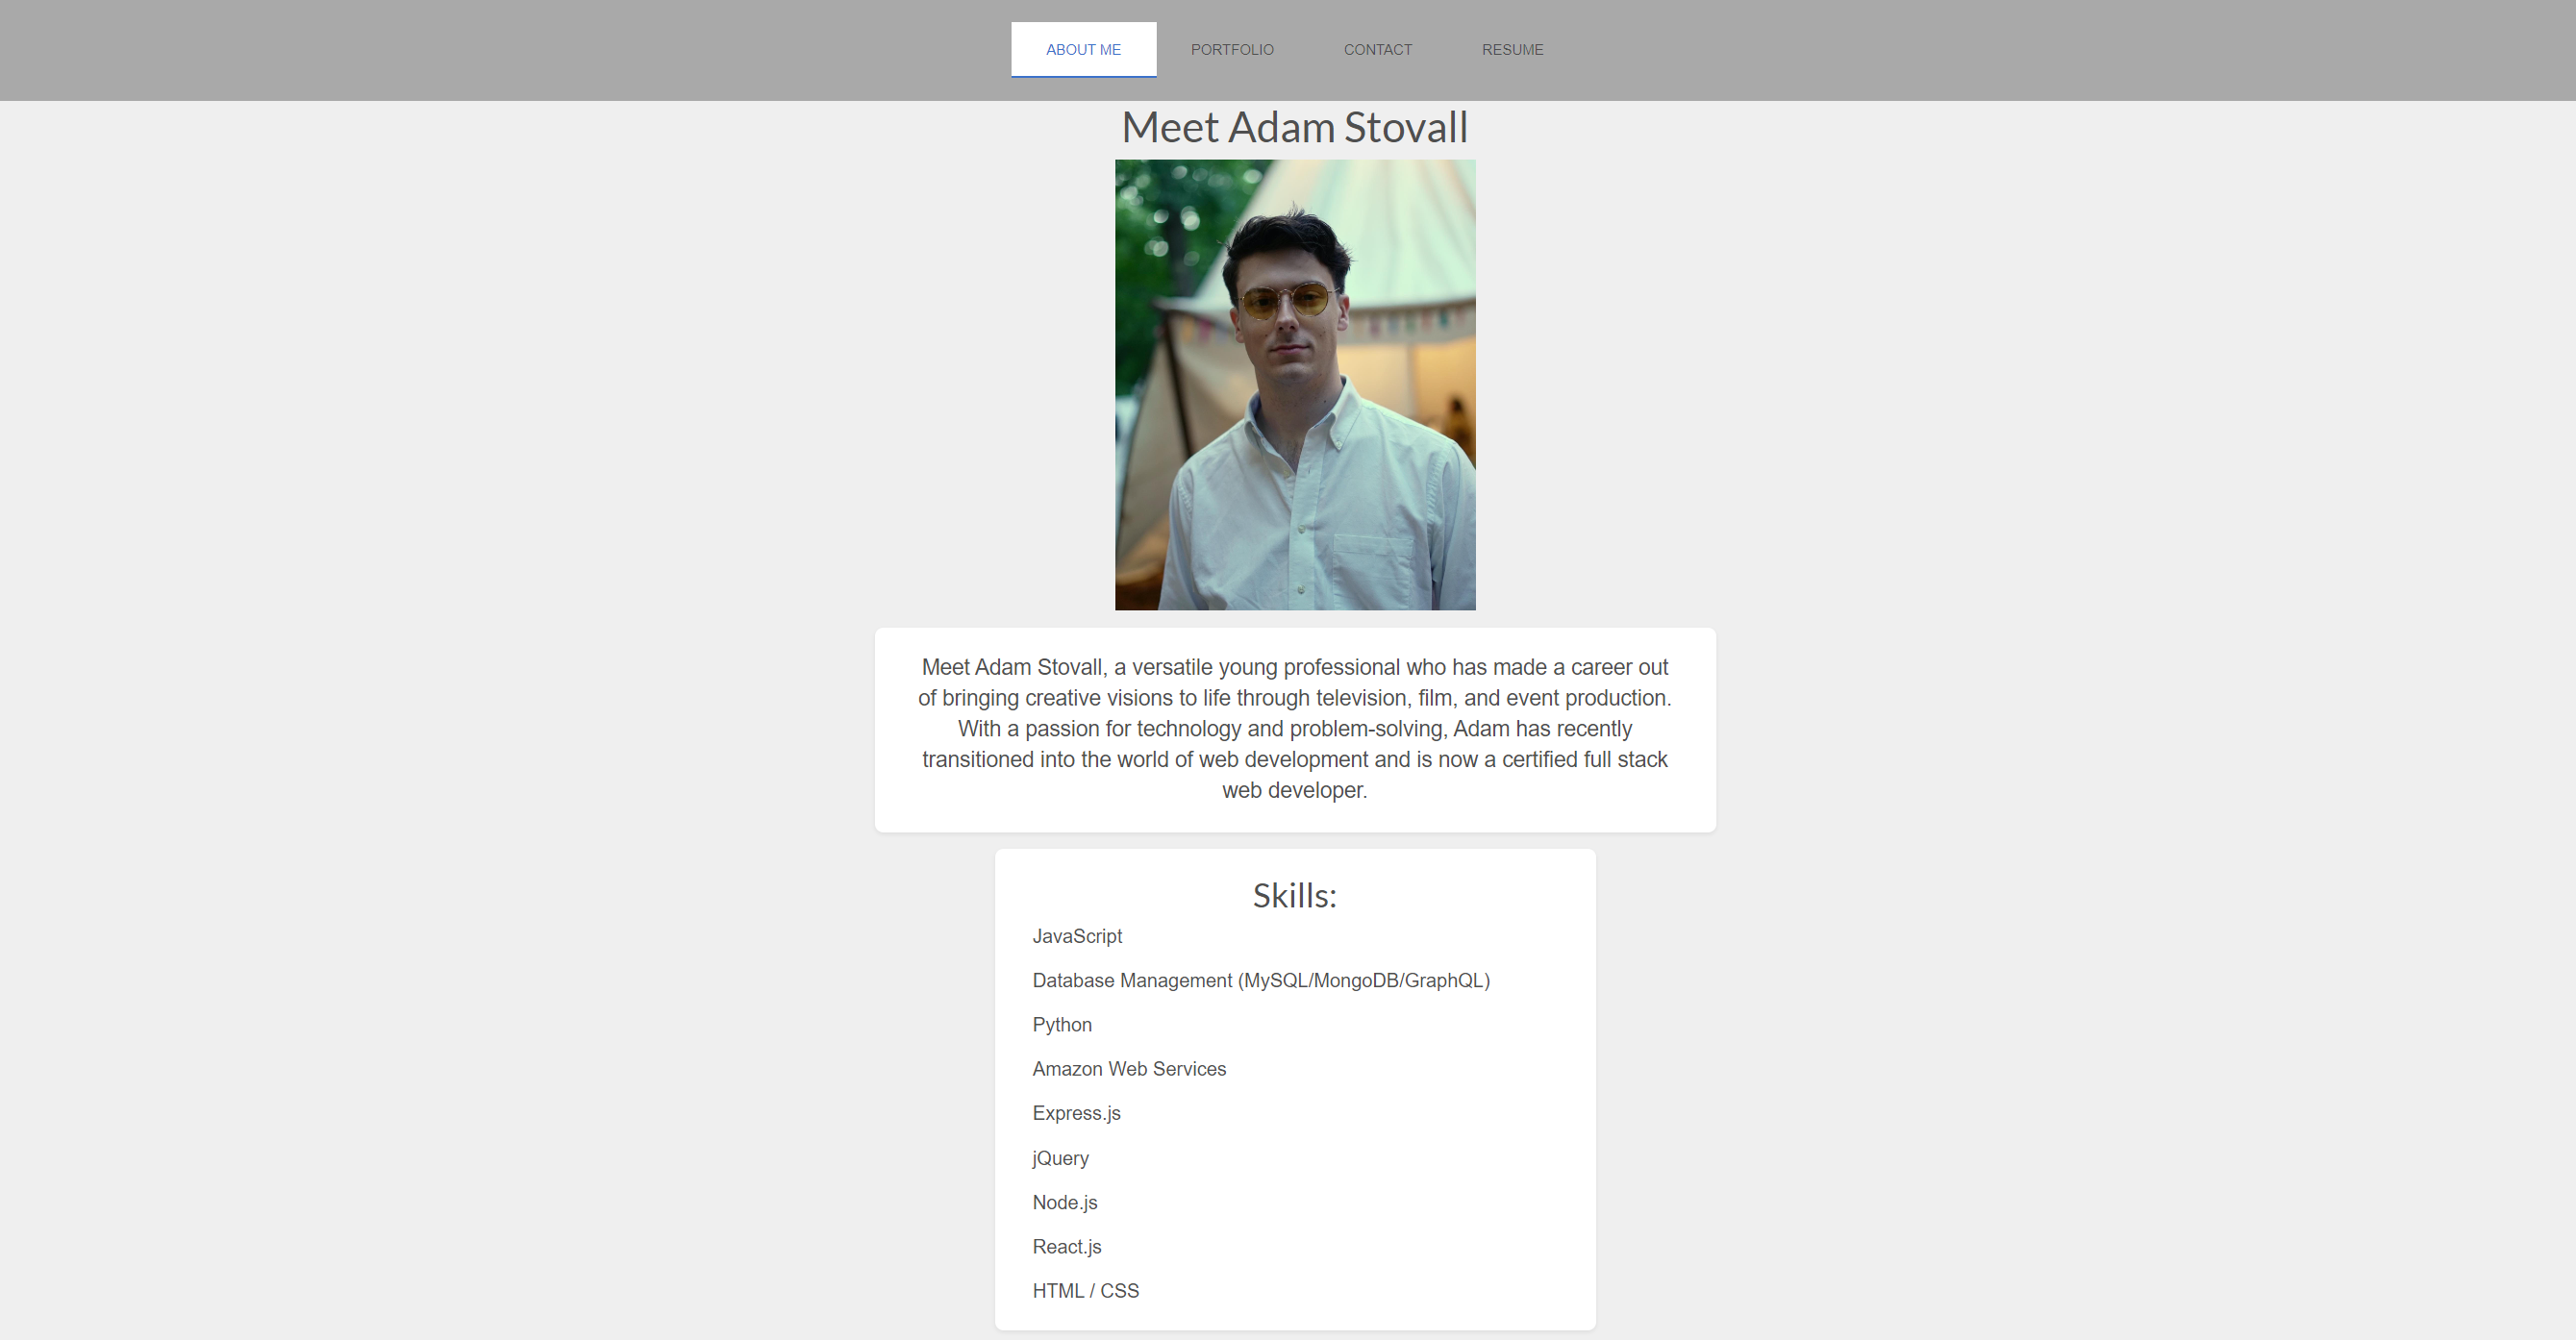 ABOUT ME PORTFOLIO CONTACT RESUME
Meet Adam Stovall
Meet Adam Stovall, a versatile young professional who has made a career out
of bringing creative visions to life through television, film, and event production.
With a passion for technology and problem-solving, Adam has recently
transitioned into the world of web development and is now a certified full stack
web developer.
Skills:
JavaScript
Database Management (MySQL/MongoDB/GraphQL)
Python
Amazon Web Services
Express.js
jQuery
Node.js
React.js
HTML / CSS